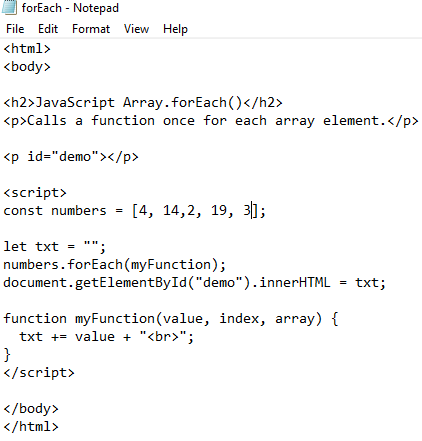 forEach - Notepad
File Edit Format View Help
<html>
<body>
<h2>JavaScript Array.forEach()</h2>
<p>Calls a function once for each array element.</p>
<p id="demo"></p>
<script>
const numbers = [4, 14,2, 19, 3];
let txt = "";
numbers.forEach(myFunction);
document.getElementById("demo").innerHTML = txt;
function myFunction(value, index, array) {
  txt += value + "<br>";
}
</script>
</body>
</html>